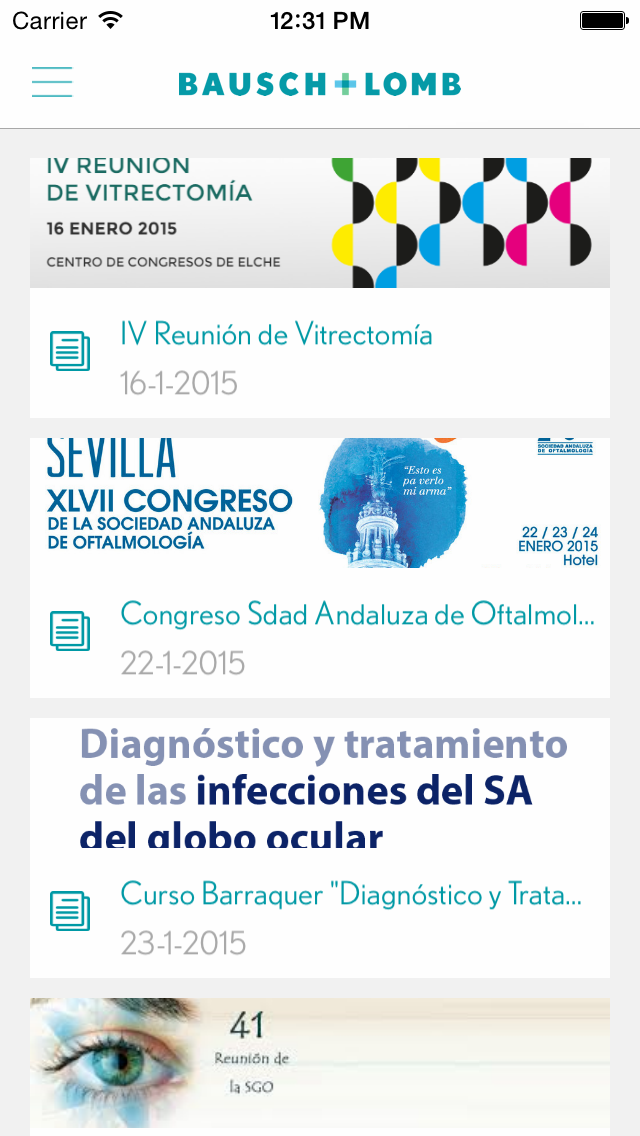 Carrier 12:31 PM
BAUSCH + LOMB
IV REUNIÓN
DE VITRECTOMÍA
16 ENERO 2015
CENTRO DE CONGRESOS DE ELCHE
IV Reunión de Vitrectomía
16-1-2015
SEVILLA
XLVII CONGRESO
DE LA SOCIEDAD ANDALUZA
DE OFTALMOLOGÍA
"Esto es
pa verlo
mi arma"
SOCIEDAD ANDALUZA
DE OFTALMOLOGÍA
22 / 23 / 24
ENERO 2015
Hotel
Congreso Sdad Andaluza de Oftalmol...
22-1-2015
Diagnóstico y tratamiento
de las infecciones del SA
del globo ocular
Curso Barraquer "Diagnóstico y Trata...
23-1-2015
41
Reunión de
la SGO